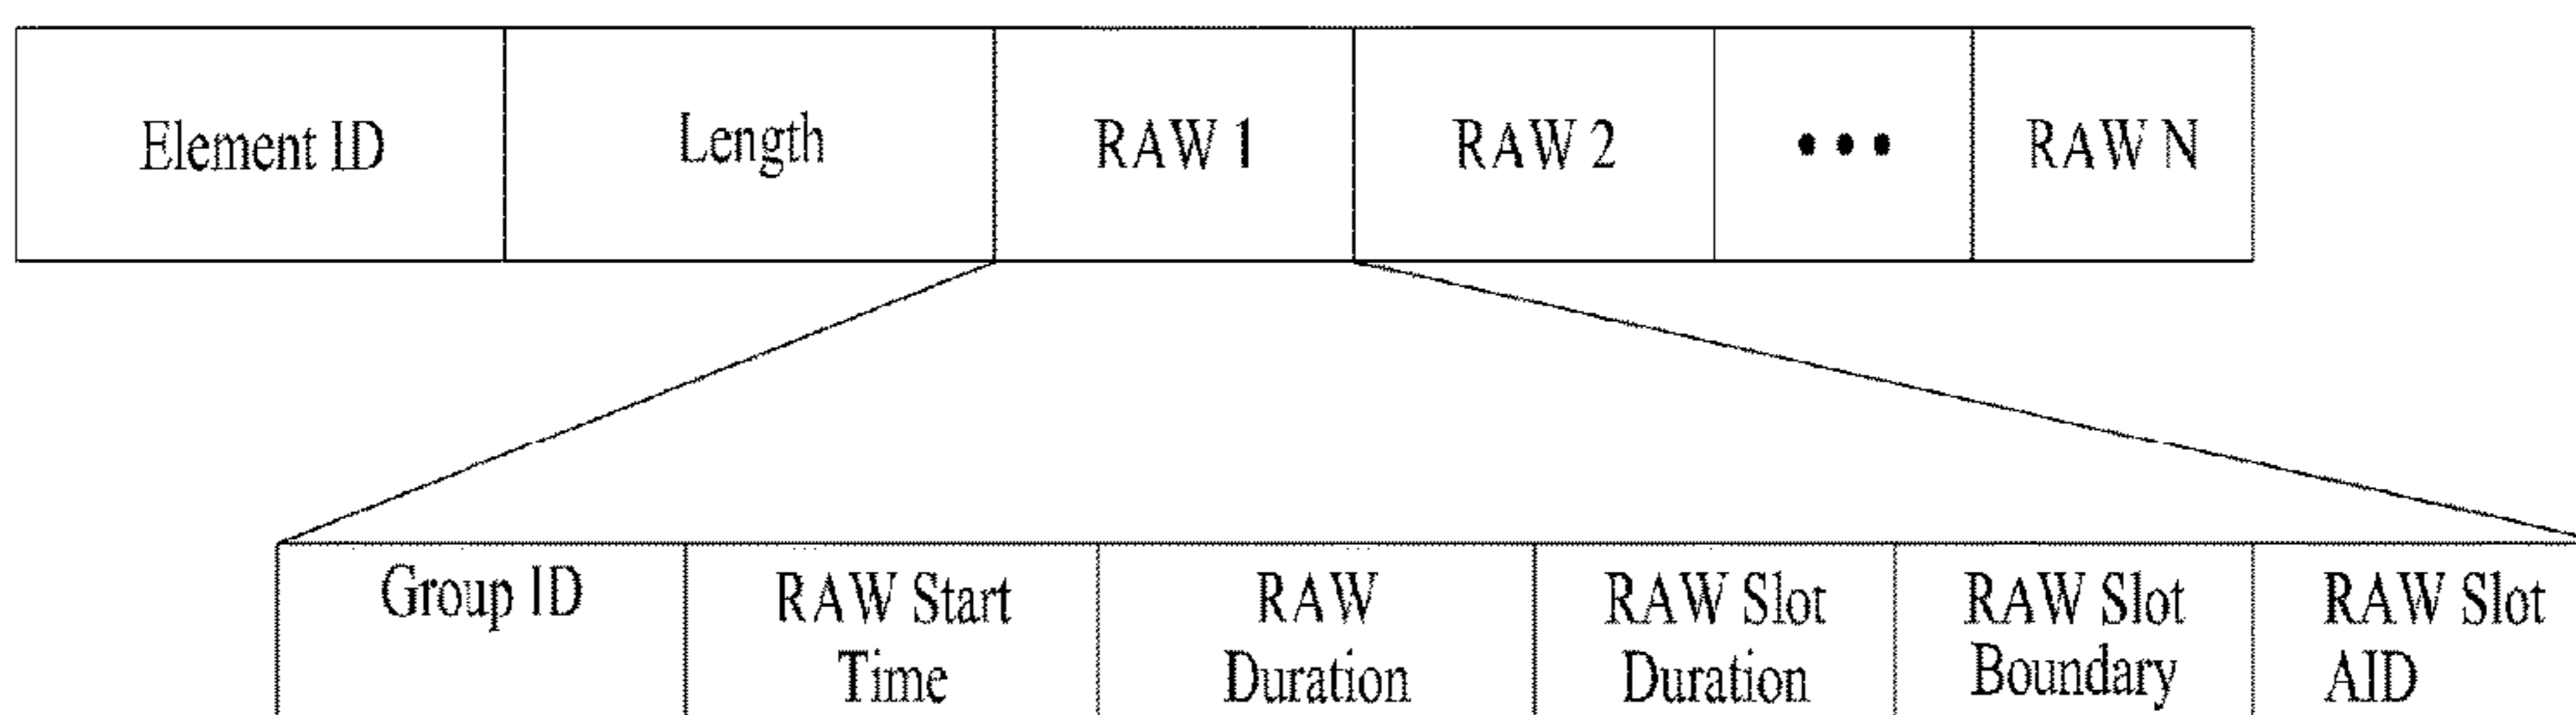 Element ID Length RAW 1 RAW 2 ••• RAW N
Group ID RAW Start RAW RAW Slot RAW Slot RAW Slot
Time Duration Duration Boundary AID